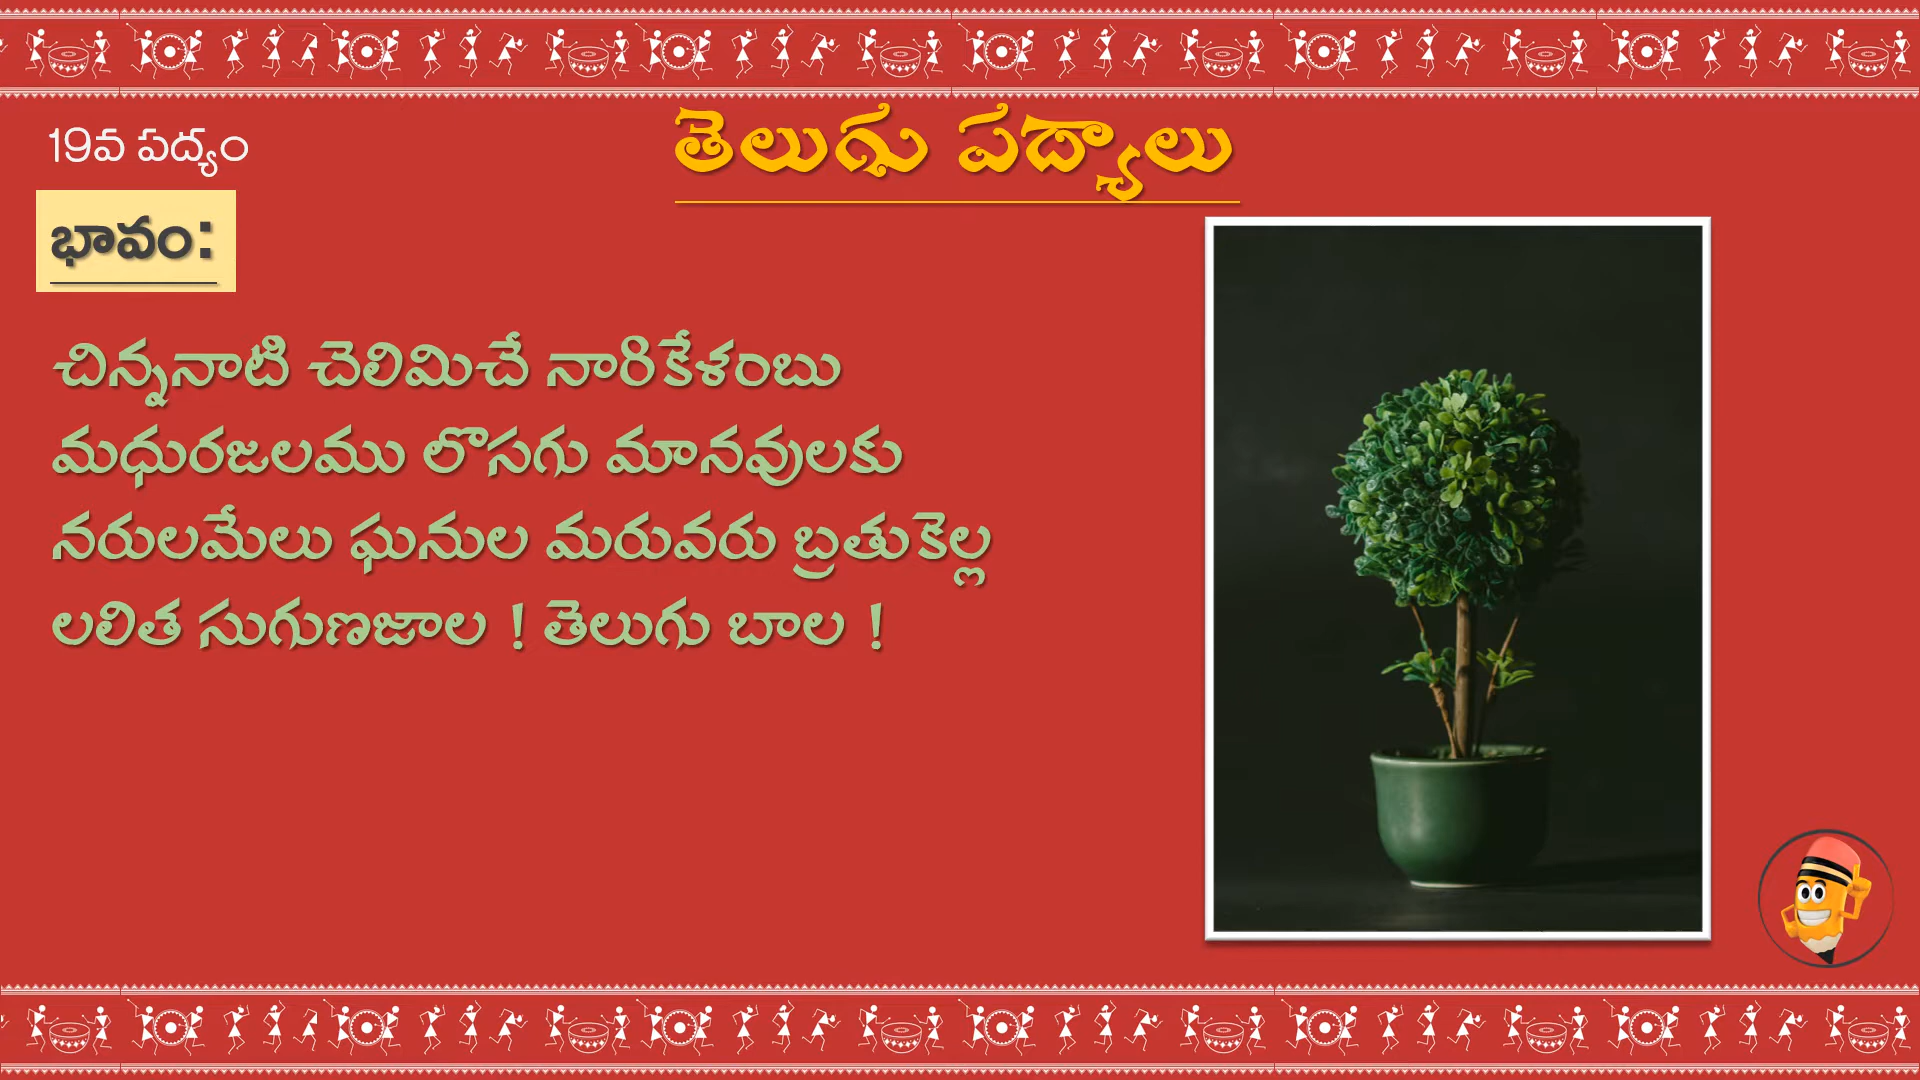 తెలుగు పద్యాలు
19వ పద్యం
భావం:
చిన్ననాటి చెలిమిచే నారికేళంబు
మధురజలము లొసగు మానవులకు
నరులమేలు ఘనుల మరువరు బ్రతుకెల్ల
లలిత సుగుణజాల ! తెలుగు బాల !